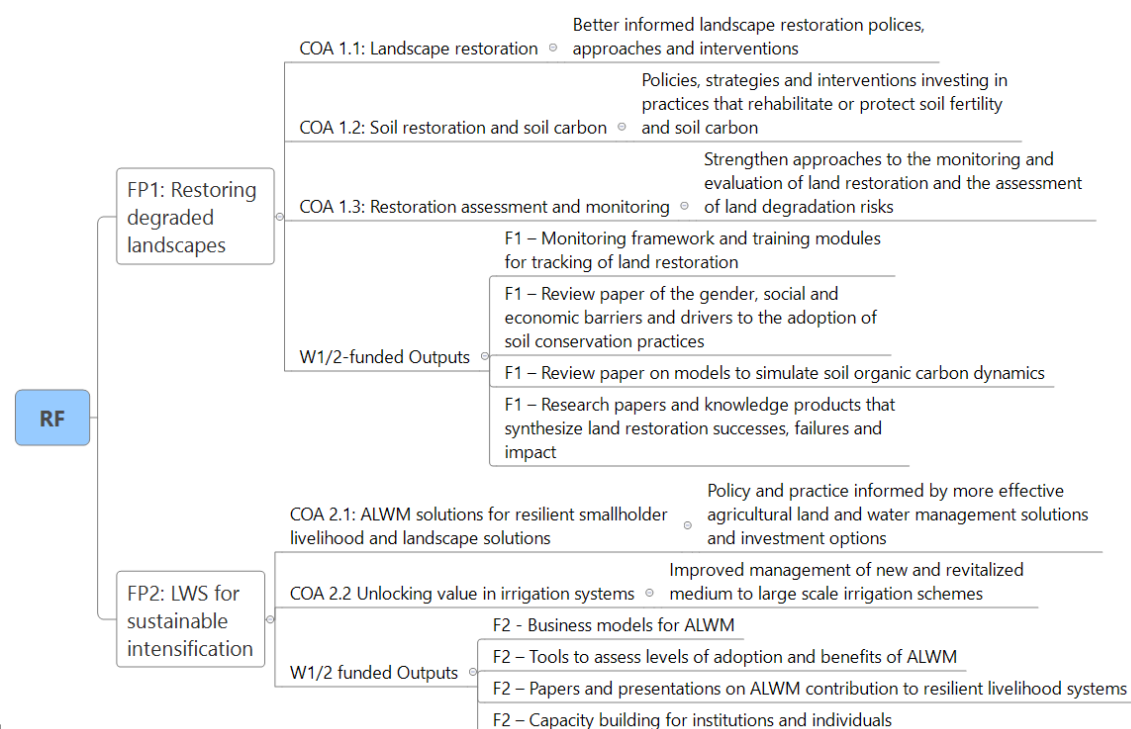 RF
FP1: Restoring
degraded
landscapes
COA 1.1: Landscape restoration
Better informed landscape restoration polices,
approaches and interventions
COA 1.2: Soil restoration and soil carbon
Policies, strategies and interventions investing in
practices that rehabilitate or protect soil fertility
and soil carbon
COA 1.3: Restoration assessment and monitoring
Strengthen approaches to the monitoring and
evaluation of land restoration and the assessment
of land degradation risks
W1/2-funded Outputs
F1 – Monitoring framework and training modules
for tracking of land restoration
F1 – Review paper of the gender, social and
economic barriers and drivers to the adoption of
soil conservation practices
F1 – Review paper on models to simulate soil organic carbon dynamics
F1 – Research papers and knowledge products that
synthesize land restoration successes, failures and
impact
FP2: LWS for
sustainable
intensification
COA 2.1: ALWM solutions for resilient smallholder
livelihood and landscape solutions
Policy and practice informed by more effective
agricultural land and water management solutions
and investment options
COA 2.2 Unlocking value in irrigation systems
Improved management of new and revitalized
medium to large scale irrigation schemes
W1/2 funded Outputs
F2 - Business models for ALWM
F2 – Tools to assess levels of adoption and benefits of ALWM
F2 – Papers and presentations on ALWM contribution to resilient livelihood systems
F2 – Capacity building for institutions and individuals